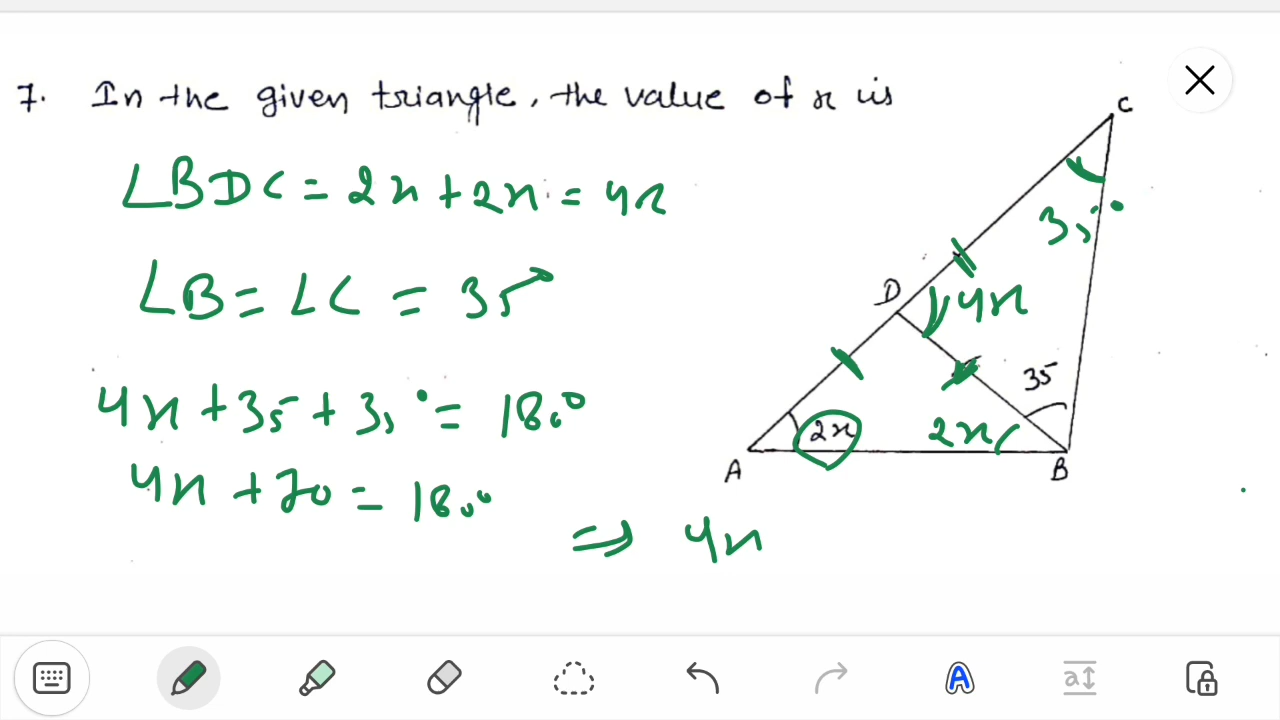 7. In the given triangle, the value of x is
∠BDC = 2x + 2x = 4x
∠B = ∠C = 35°
4x + 35 + 35° = 180°
4x + 70 = 180°
⇒ 4x
C
35°
D
4x
35
2x
2x
A
B
A
a